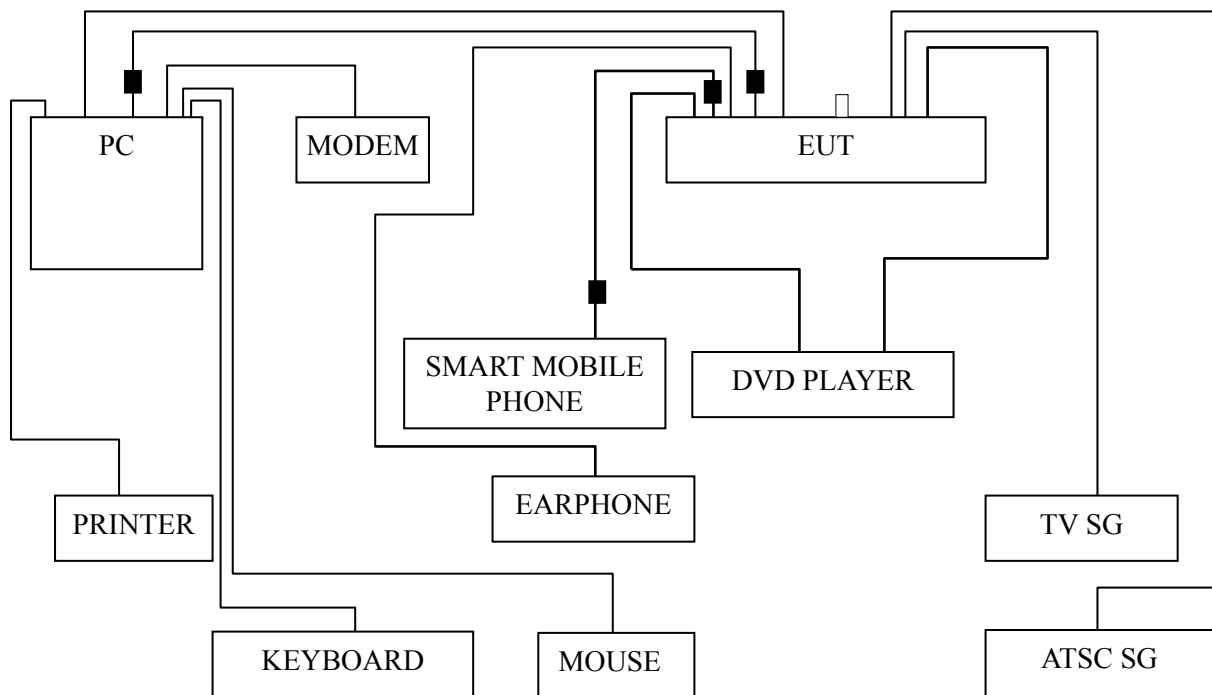 PC
MODEM
EUT
SMART MOBILE
PHONE
DVD PLAYER
EARPHONE
PRINTER
TV SG
KEYBOARD
MOUSE
ATSC SG